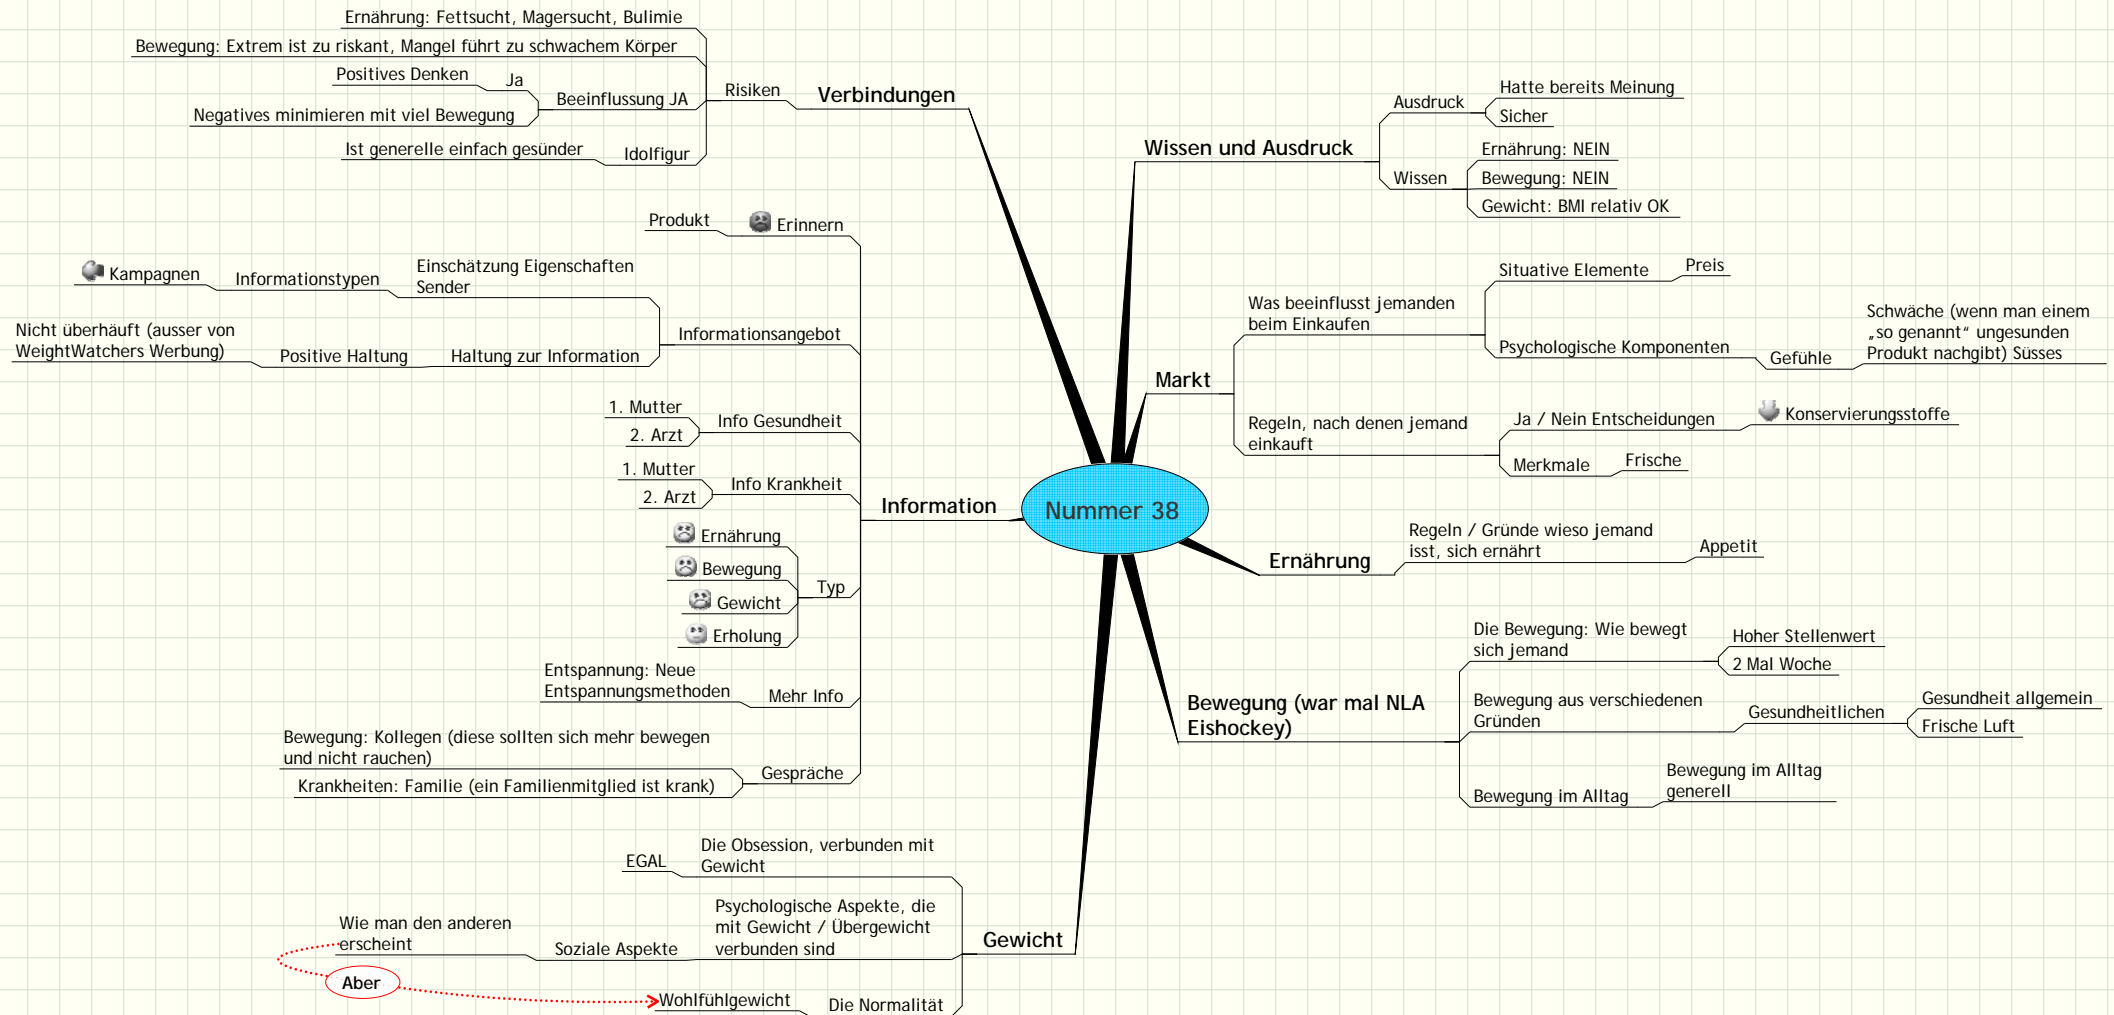 Ernährung: Fettsucht, Magersucht, Bulimie
Bewegung: Extrem ist zu riskant, Mangel führt zu schwachem Körper
Positives Denken
Ja
Negatives minimieren mit viel Bewegung
Beeinflussung JA
Ist generelle einfach gesünder
Idolfigur
Risiken
Verbindungen
Produkt
Erinnern
Kampagnen
Informationstypen
Einschätzung Eigenschaften
Sender
Nicht überhäuft (ausser von
WeightWatchers Werbung)
Positive Haltung
Haltung zur Information
Informationsangebot
1. Mutter
2. Arzt
Info Gesundheit
1. Mutter
2. Arzt
Info Krankheit
Ernährung
Bewegung
Gewicht
Erholung
Typ
Entspannung: Neue
Entspannungsmethoden
Mehr Info
Bewegung: Kollegen (diese sollten sich mehr bewegen
und nicht rauchen)
Krankheiten: Familie (ein Familienmitglied ist krank)
Gespräche
Information
EGAL
Die Obsession, verbunden mit
Gewicht
Wie man den anderen
erscheint
Soziale Aspekte
Psychologische Aspekte, die
mit Gewicht / Übergewicht
verbunden sind
Aber
Wohlfühlgewicht
Die Normalität
Gewicht
Nummer 38
Wissen und Ausdruck
Ausdruck
Hatte bereits Meinung
Sicher
Wissen
Ernährung: NEIN
Bewegung: NEIN
Gewicht: BMI relativ OK
Markt
Was beeinflusst jemanden
beim Einkaufen
Situative Elemente
Preis
Psychologische Komponenten
Gefühle
Schwäche (wenn man einem
„so genannt“ ungesunden
Produkt nachgibt) Süsses
Regeln, nach denen jemand
einkauft
Ja / Nein Entscheidungen
Konservierungsstoffe
Merkmale
Frische
Ernährung
Regeln / Gründe wieso jemand
isst, sich ernährt
Appetit
Bewegung (war mal NLA
Eishockey)
Die Bewegung: Wie bewegt
sich jemand
Hoher Stellenwert
2 Mal Woche
Bewegung aus verschiedenen
Gründen
Gesundheitlichen
Gesundheit allgemein
Frische Luft
Bewegung im Alltag
Bewegung im Alltag
generell